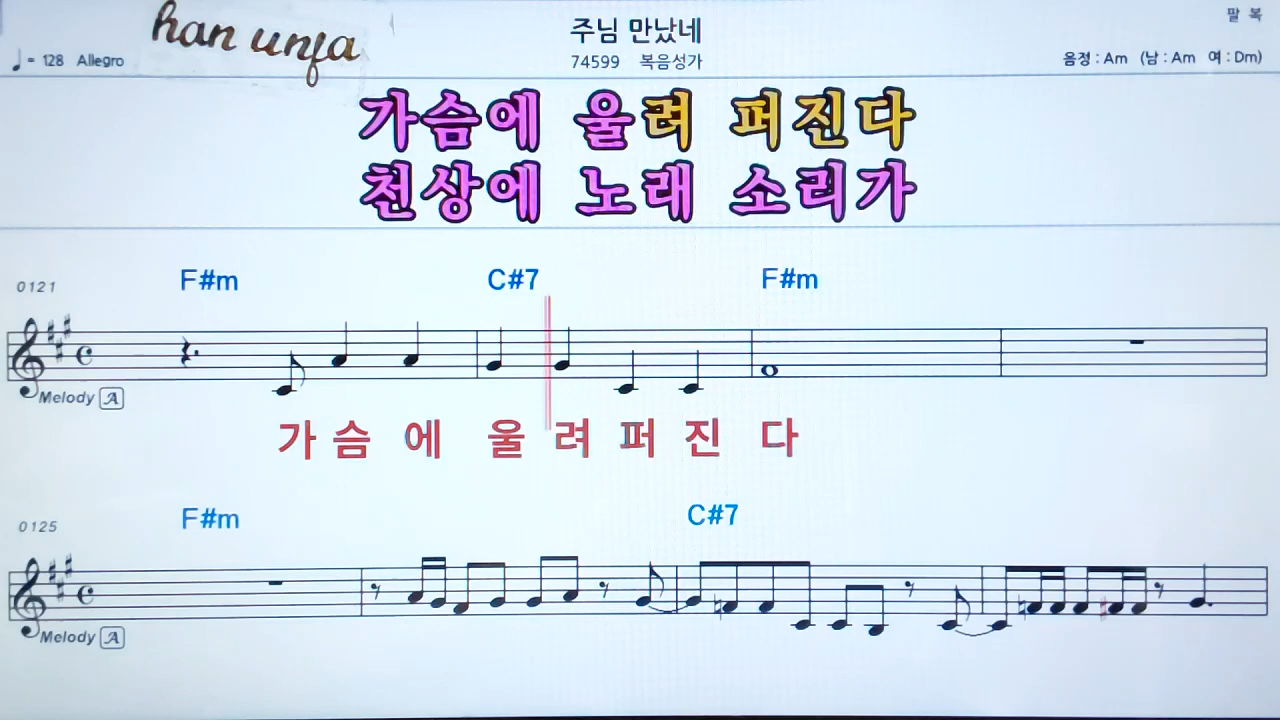 han unfa
주님 만났네
팔 복
♩= 128 Allegro
74599 복음성가
음정 : Am (남 : Am 여 : Dm)
가슴에 울려 퍼진다
천상에 노래 소리가
0121
F#m C#7 F#m
Melody A
가 슴 에 울 려 퍼 진 다
0125
F#m C#7
Melody A